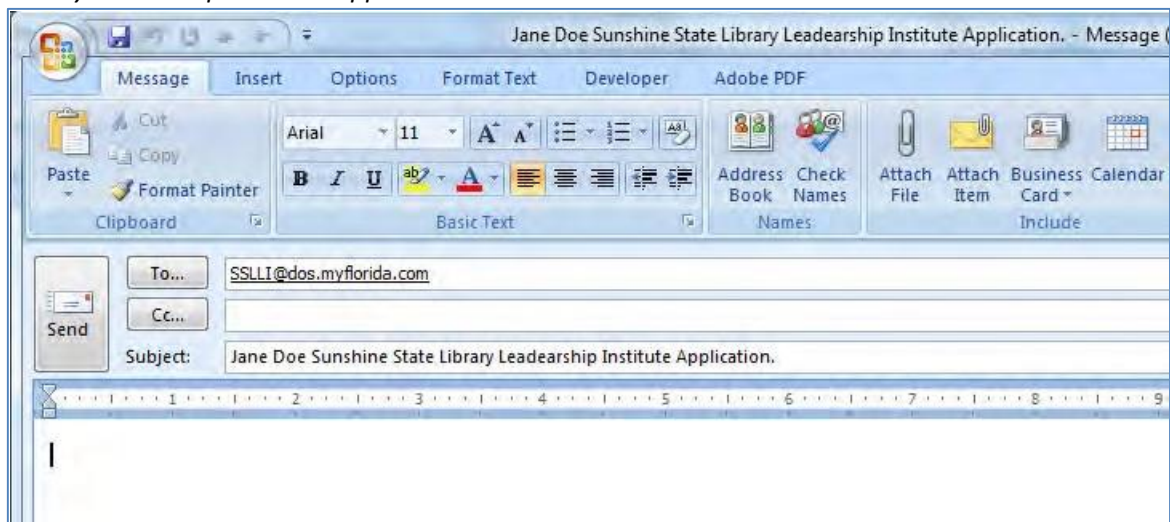 Jane Doe Sunshine State Library Leadearship Institute Application. - Message (
Message Insert Options Format Text Developer Adobe PDF
Cut
Copy
Paste
Format Painter
Clipboard
Arial 11
B I U
Basic Text
Address Book
Check Names
Names
Attach File
Attach Item
Business Card
Calendar
Include
Send
To... SSLLI@dos.myflorida.com
Cc...
Subject: Jane Doe Sunshine State Library Leadearship Institute Application.
1 2 3 4 5 6 7 8 9